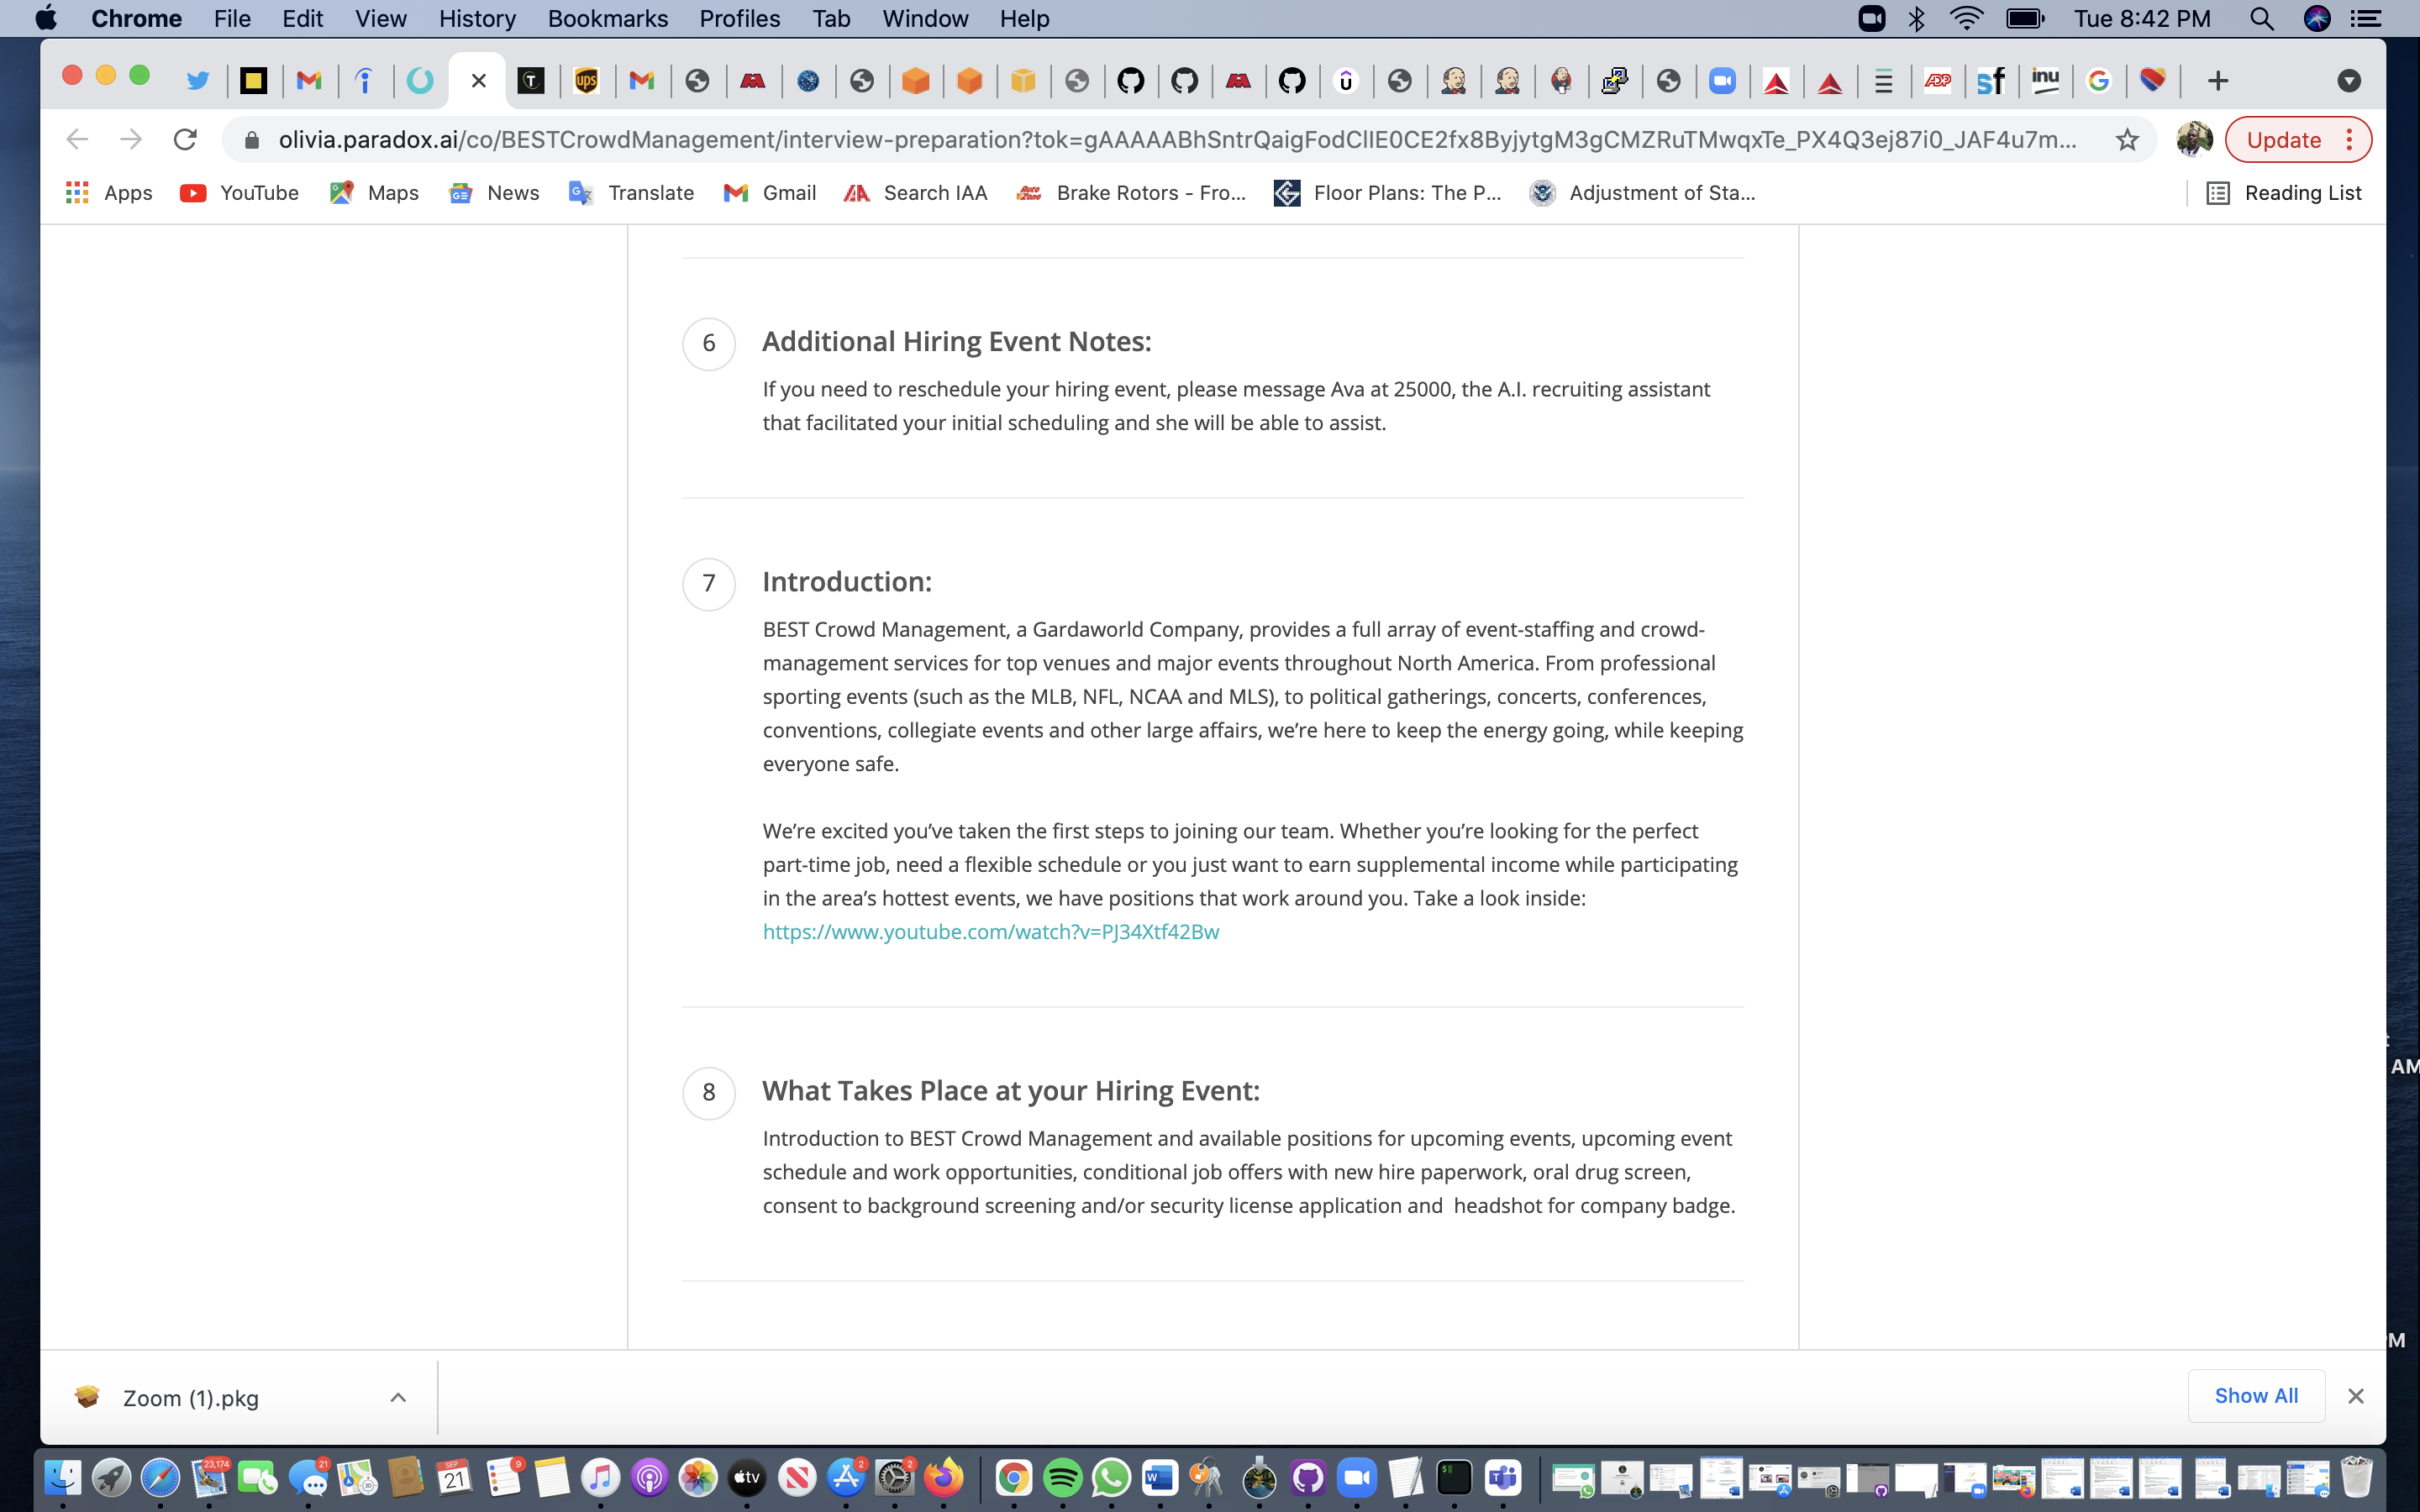 Chrome File Edit View History Bookmarks Profiles Tab Window Help Tue 8:42 PM
olivia.paradox.ai/co/BESTCrowdManagement/interview-preparation?tok=gAAAAABhSntrQaigFodClIE0CE2fx8ByjytgM3gCMZRuTMwqxTe_PX4Q3ej87i0_JAF4u7m... Update
Apps YouTube Maps News Translate Gmail Search IAA Brake Rotors - Fro... Floor Plans: The P... Adjustment of Sta... Reading List
6 Additional Hiring Event Notes:
If you need to reschedule your hiring event, please message Ava at 25000, the A.I. recruiting assistant
that facilitated your initial scheduling and she will be able to assist.
7 Introduction:
BEST Crowd Management, a Gardaworld Company, provides a full array of event-staffing and crowd-
management services for top venues and major events throughout North America. From professional
sporting events (such as the MLB, NFL, NCAA and MLS), to political gatherings, concerts, conferences,
conventions, collegiate events and other large affairs, we’re here to keep the energy going, while keeping
everyone safe.
We’re excited you’ve taken the first steps to joining our team. Whether you’re looking for the perfect
part-time job, need a flexible schedule or you just want to earn supplemental income while participating
in the area’s hottest events, we have positions that work around you. Take a look inside:
https://www.youtube.com/watch?v=PJ34Xtf42Bw
8 What Takes Place at your Hiring Event:
Introduction to BEST Crowd Management and available positions for upcoming events, upcoming event
schedule and work opportunities, conditional job offers with new hire paperwork, oral drug screen,
consent to background screening and/or security license application and  headshot for company badge.
AM
PM
Zoom (1).pkg Show All
23,174 21 SEP 21 9 tv 2 2